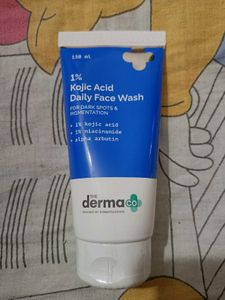 130 ml
1%
Kojic Acid
Daily Face Wash
FOR DARK SPOTS &
PIGMENTATION
• 1% kojic acid
• 1% niacinamide
• alpha arbutin
THE
derma co